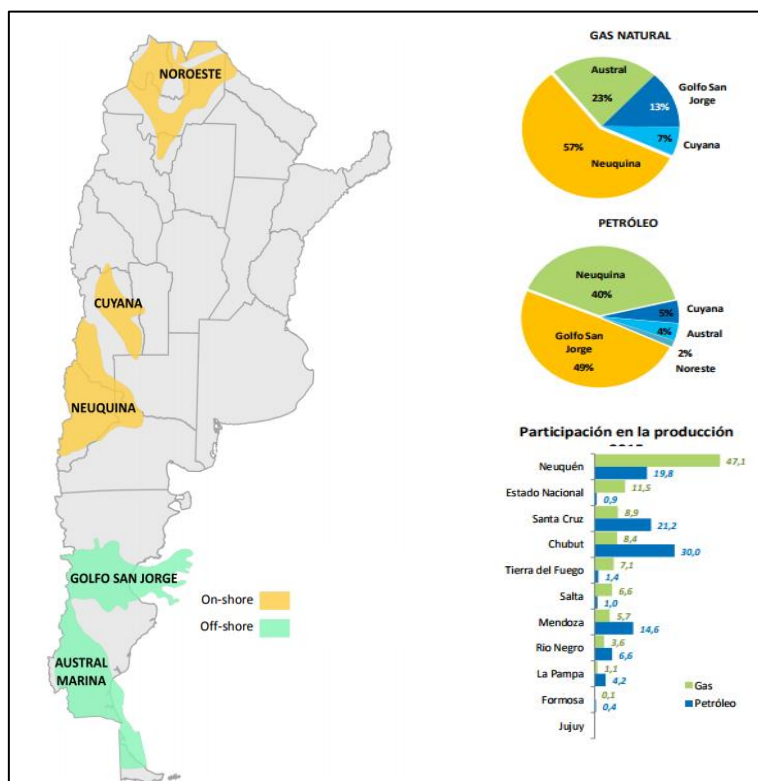 NOROESTE
CUYANA
NEUQUINA
GOLFO SAN JORGE
AUSTRAL
MARINA
On-shore
Off-shore
GAS NATURAL
Austral
23%
Golfo San
Jorge
13%
7%
Cuyana
57%
Neuquina
PETRÓLEO
Neuquina
40%
5%
Cuyana
4%
Austral
2%
Noreste
Golfo San
Jorge
49%
Participación en la producción
Neuquén
47,1
19,8
Estado Nacional
11,5
0,9
Santa Cruz
8,9
21,2
Chubut
8,4
30,0
Tierra del Fuego
7,1
1,4
Salta
6,6
1,0
Mendoza
5,7
14,6
Rio Negro
3,6
6,6
La Pampa
1,1
4,2
Formosa
0,1
0,4
Jujuy
Gas
Petróleo